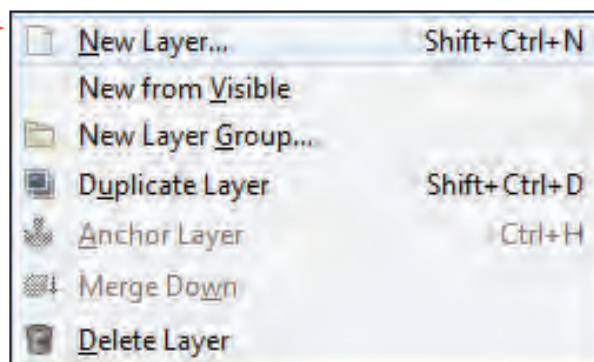 New Layer... Shift+Ctrl+N
New from Visible
New Layer Group...
Duplicate Layer Shift+Ctrl+D
Anchor Layer Ctrl+H
Merge Down
Delete Layer